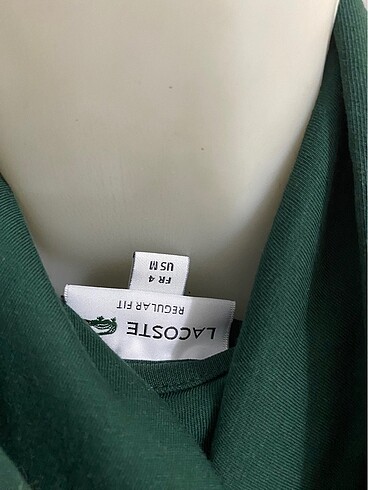 LACOSTE
REGULAR FIT
FR 4
US M